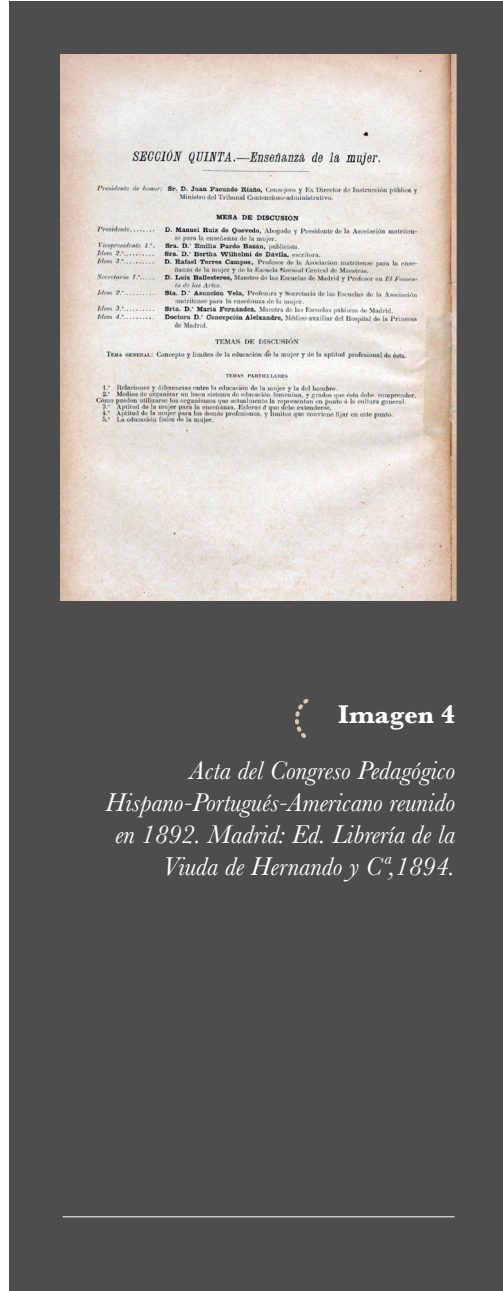 SECCIÓN QUINTA.—Enseñanza de la mujer.
Presidente de honor: Sr. D. Juan Facundo Riaño, Consejero y Ex Director de Instrucción pública y
Ministro del Tribunal Contencioso-administrativo.
MESA DE DISCUSION
Presidente........ D. Manuel Ruiz de Quevedo, Abogado y Presidente de la Asociación matriten-
se para la enseñanza de la mujer.
Vicepresidente 1.º. Sra. D.ª Emilia Pardo Bazán, publicista.
Idem 2.º......... Sra. D.ª Bertha Wilhelmi de Dávila, escritora.
Idem 3.º......... D. Rafael Torres Campos, Profesor de la Asociación matritense para la ense-
ñanza de la mujer y de la Escuela Normal Central de Maestras.
Secretario 1.º..... D. Luis Ballesteros, Maestro de las Escuelas de Madrid y Profesor en El Fomen-
to de las Artes.
Idem 2.º......... Sta. D.ª Asunción Vela, Profesora y Secretaria de las Escuelas de la Asociación
matritense para la enseñanza de la mujer.
Idem 3.º......... Srta. D.ª María Fernández, Maestra de las Escuelas públicas de Madrid.
Idem 4.º......... Doctora D.ª Concepción Aleixandre, Médico-auxiliar del Hospital de la Princesa
de Madrid.
TEMAS DE DISCUSIÓN
TEMA GENERAL: Concepto y límites de la educación de la mujer y de la aptitud profesional de ésta.
TEMAS PARTICULARES
1.º Relaciones y diferencias entre la educación de la mujer y la del hombre.
2.º Medios de organizar un buen sistema de educación femenina, y grados que ésta debe comprender.
Cómo pueden utilizarse los organismos que actualmente la representan en punto á la cultura general.
3.º Aptitud de la mujer para la enseñanza. Esferas á que debe extenderse.
4.º Aptitud de la mujer para las demás profesiones, y límites que conviene fijar en este punto.
5.º La educación física de la mujer.
Imagen 4
Acta del Congreso Pedagógico
Hispano-Portugués-Americano reunido
en 1892. Madrid: Ed. Librería de la
Viuda de Hernando y Cª,1894.